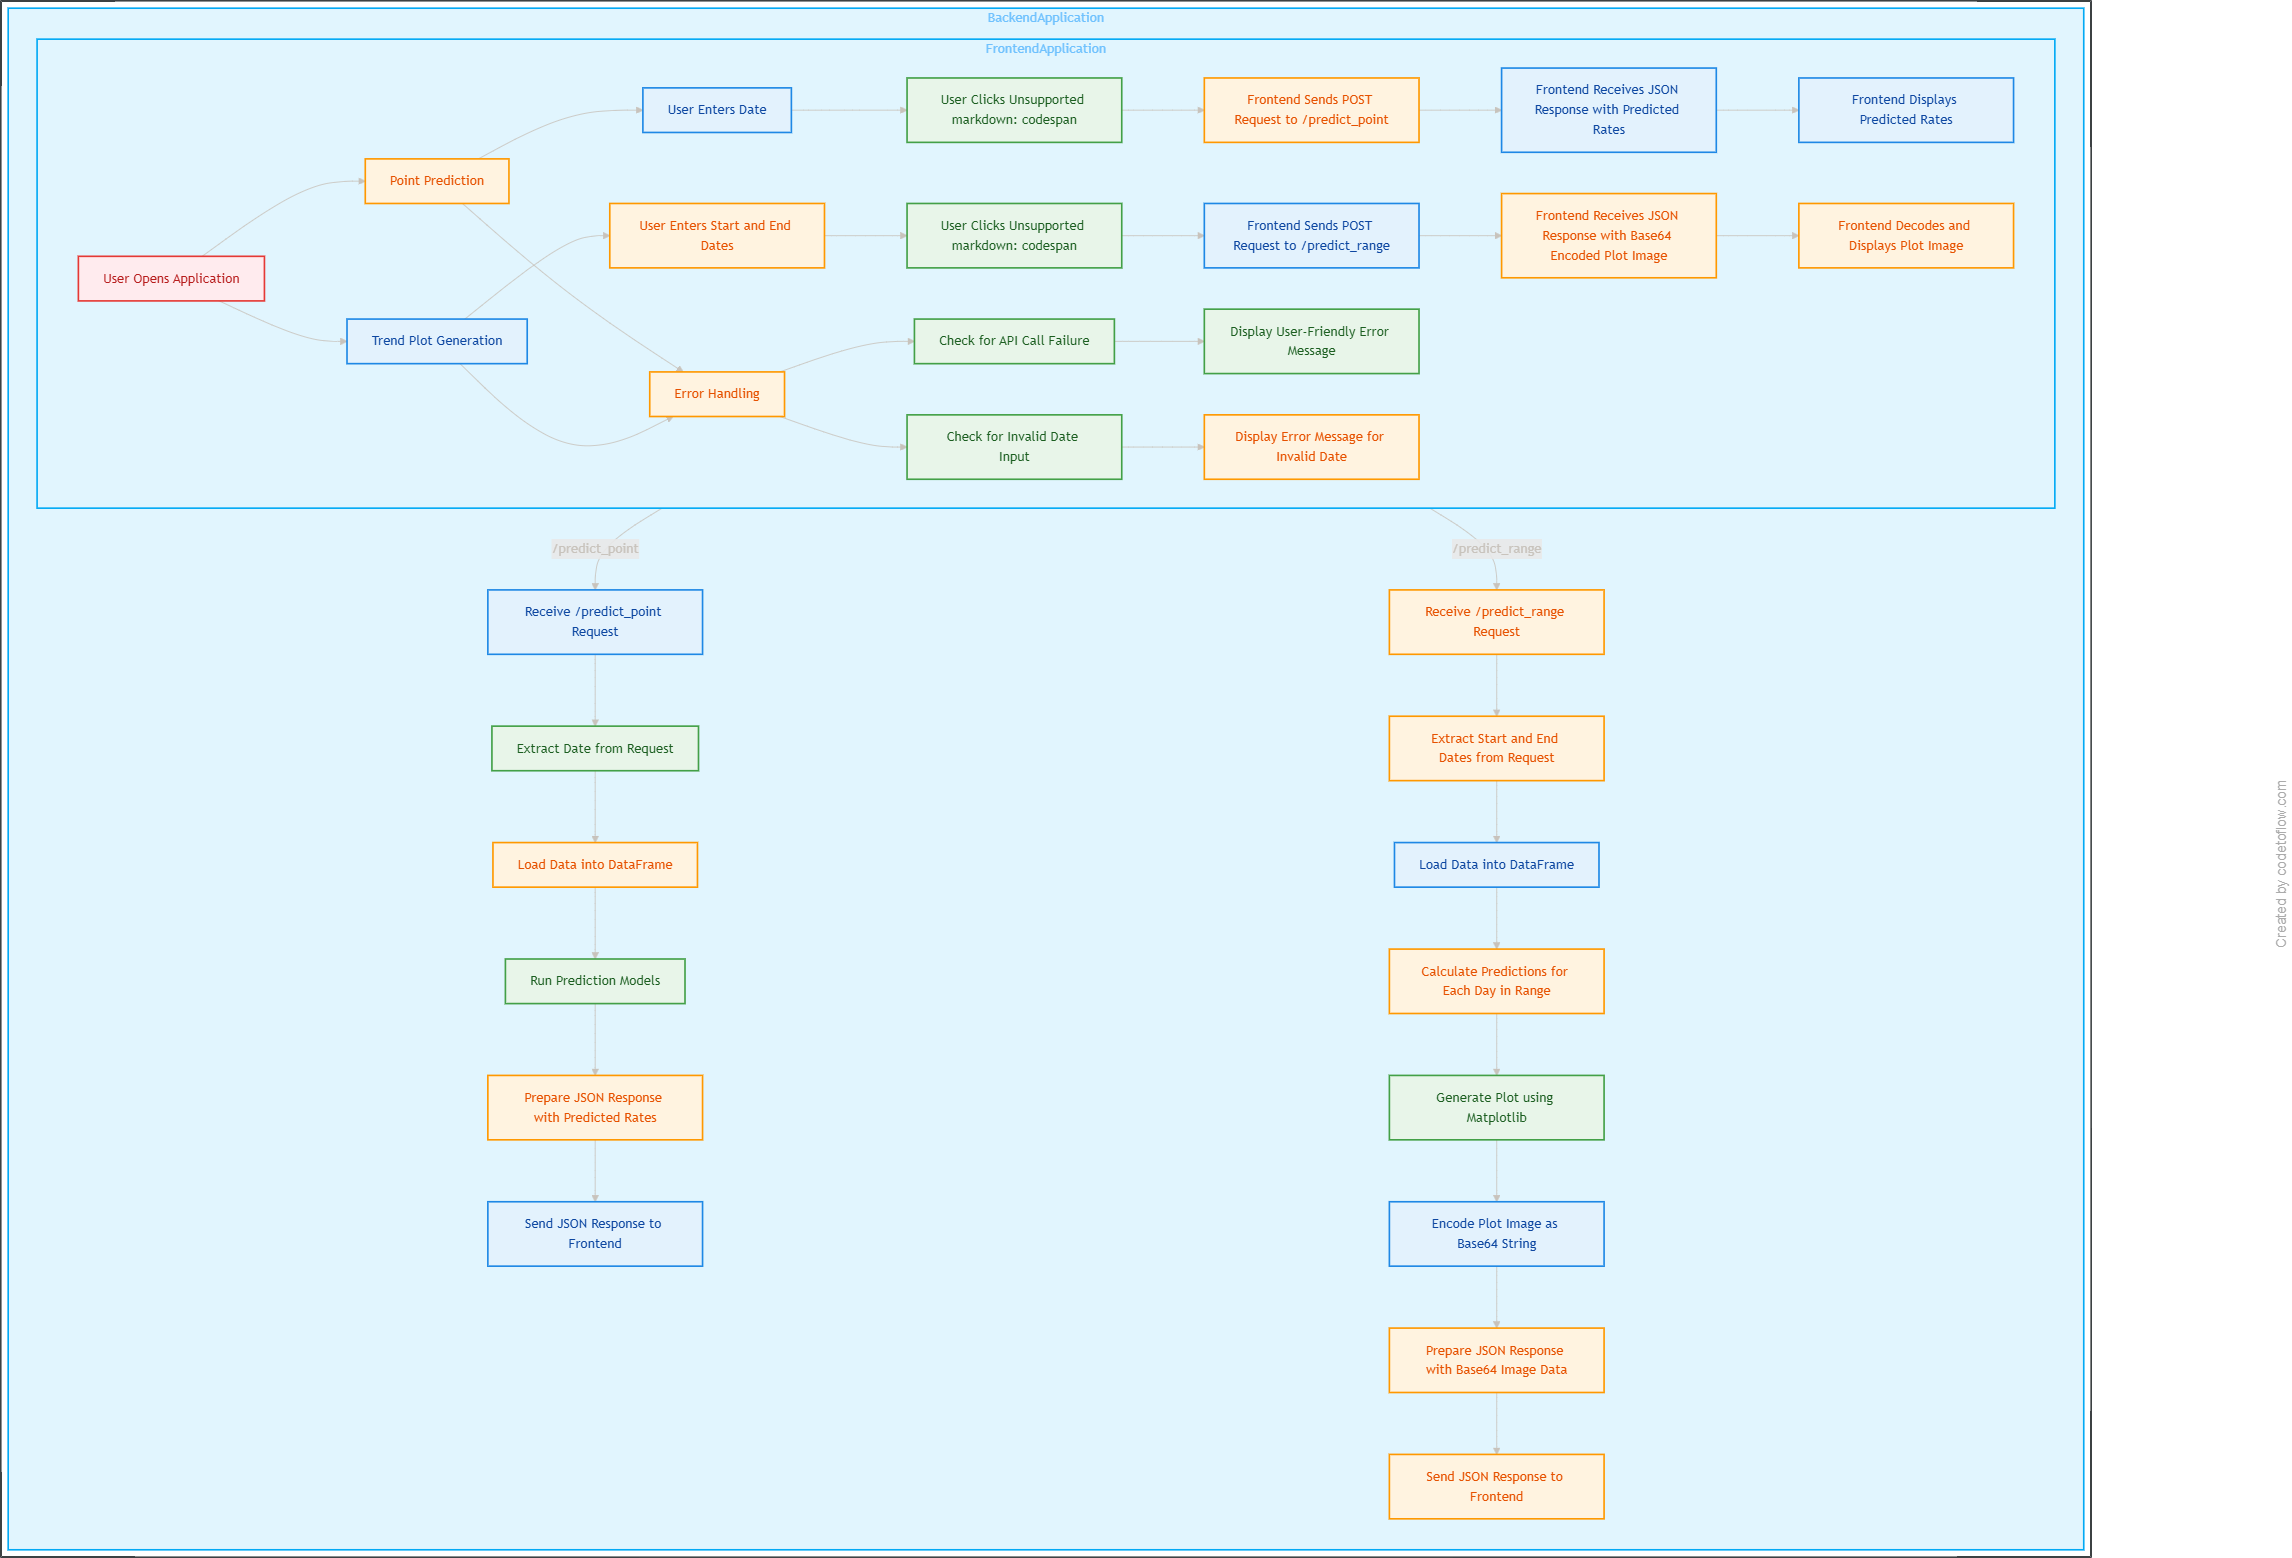 BackendApplication
FrontendApplication
User Enters Date
User Clicks Unsupported
markdown: codespan
Frontend Sends POST
Request to /predict_point
Frontend Receives JSON
Response with Predicted
Rates
Frontend Displays
Predicted Rates
Point Prediction
User Enters Start and End
Dates
User Clicks Unsupported
markdown: codespan
Frontend Sends POST
Request to /predict_range
Frontend Receives JSON
Response with Base64
Encoded Plot Image
Frontend Decodes and
Displays Plot Image
User Opens Application
Trend Plot Generation
Check for API Call Failure
Display User-Friendly Error
Message
Error Handling
Check for Invalid Date
Input
Display Error Message for
Invalid Date
/predict_point
Receive /predict_point
Request
Extract Date from Request
Load Data into DataFrame
Run Prediction Models
Prepare JSON Response
with Predicted Rates
Send JSON Response to
Frontend
/predict_range
Receive /predict_range
Request
Extract Start and End
Dates from Request
Load Data into DataFrame
Calculate Predictions for
Each Day in Range
Generate Plot using
Matplotlib
Encode Plot Image as
Base64 String
Prepare JSON Response
with Base64 Image Data
Send JSON Response to
Frontend
Created by codetoflow.com